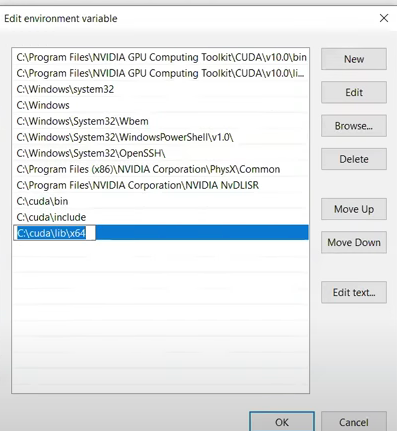 Edit environment variable
C:\Program Files\NVIDIA GPU Computing Toolkit\CUDA\v10.0\bin
C:\Program Files\NVIDIA GPU Computing Toolkit\CUDA\v10.0\li...
C:\Windows\system32
C:\Windows
C:\Windows\System32\Wbem
C:\Windows\System32\WindowsPowerShell\v1.0\
C:\Windows\System32\OpenSSH\
C:\Program Files (x86)\NVIDIA Corporation\PhysX\Common
C:\Program Files\NVIDIA Corporation\NVIDIA NvDLISR
C:\cuda\bin
C:\cuda\include
C:\cuda\lib\x64
New
Edit
Browse...
Delete
Move Up
Move Down
Edit text...
OK
Cancel